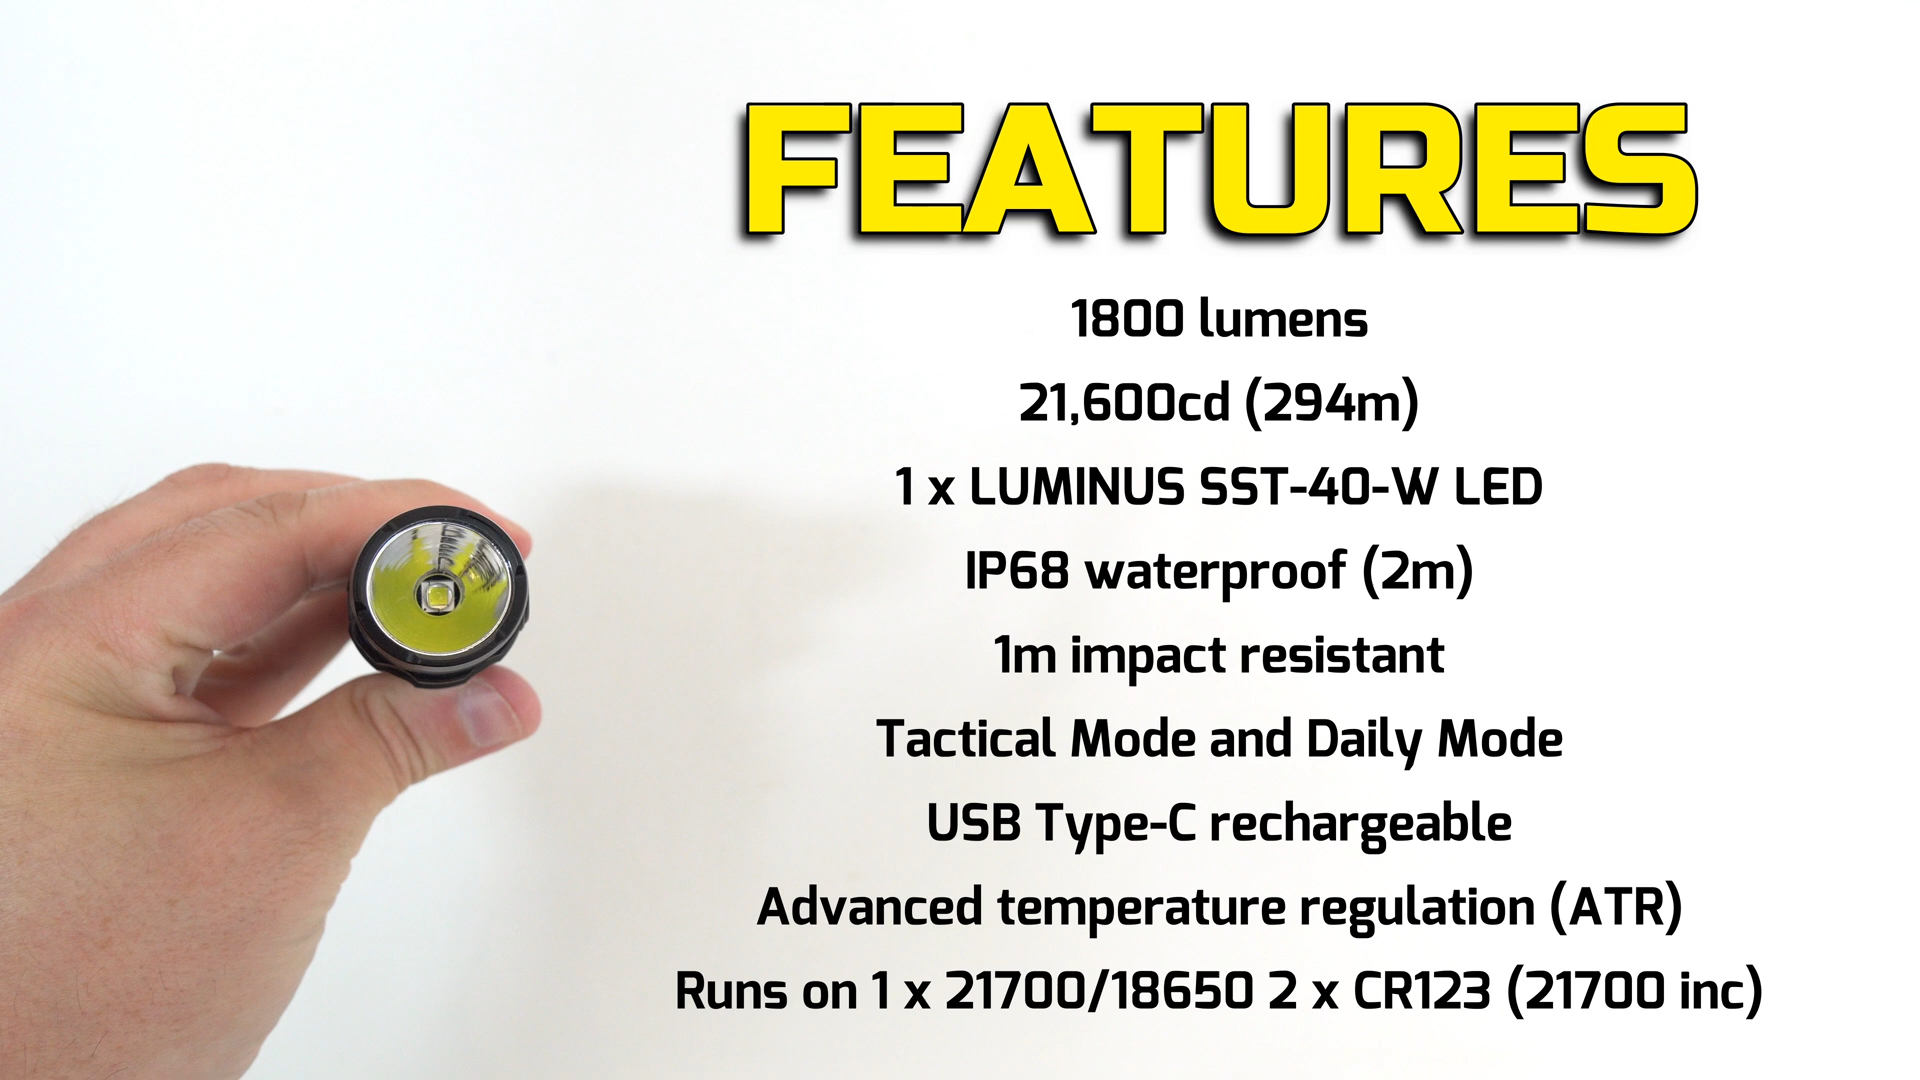 FEATURES
1800 lumens
21,600cd (294m)
1 x LUMINUS SST-40-W LED
IP68 waterproof (2m)
1m impact resistant
Tactical Mode and Daily Mode
USB Type-C rechargeable
Advanced temperature regulation (ATR)
Runs on 1 x 21700/18650 2 x CR123 (21700 inc)